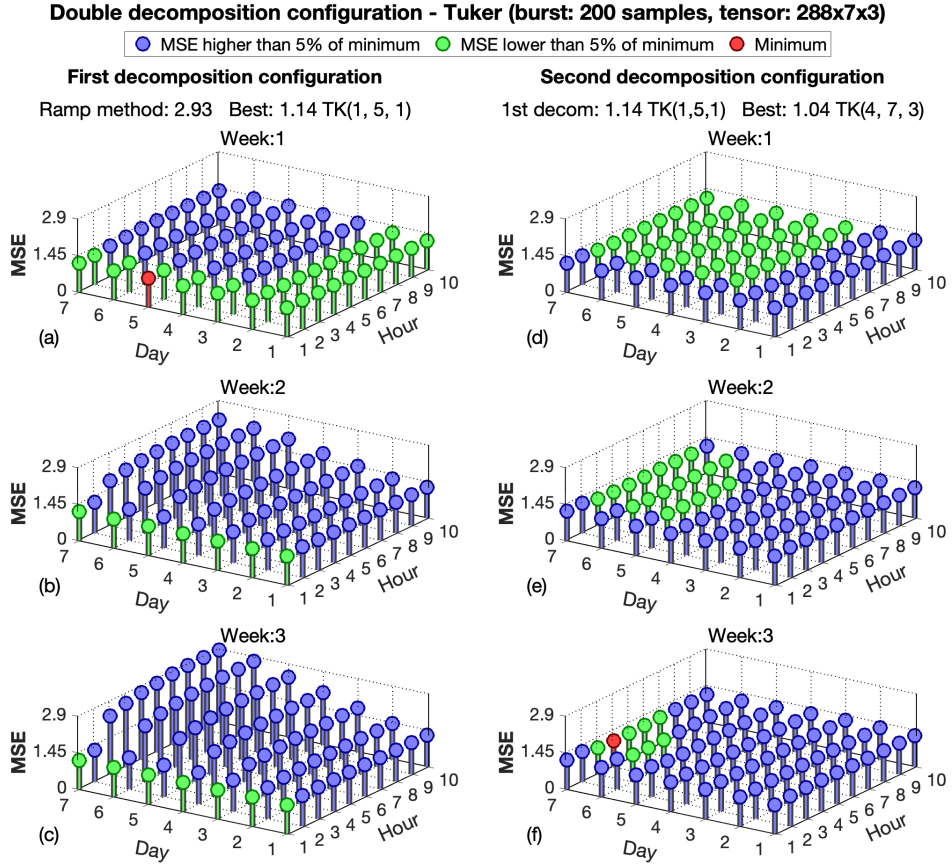 Double decomposition configuration - Tuker (burst: 200 samples, tensor: 288x7x3)
MSE higher than 5% of minimum MSE lower than 5% of minimum Minimum
First decomposition configuration
Ramp method: 2.93 Best: 1.14 TK(1, 5, 1)
Week:1
2.9
1.45
0
MSE
7 6 5 4 3 2 1
Day
1 2 3 4 5 6 7 8 9 10
Hour
(a)
Week:2
2.9
1.45
0
MSE
7 6 5 4 3 2 1
Day
1 2 3 4 5 6 7 8 9 10
Hour
(b)
Week:3
2.9
1.45
0
MSE
7 6 5 4 3 2 1
Day
1 2 3 4 5 6 7 8 9 10
Hour
(c)
Second decomposition configuration
1st decom: 1.14 TK(1,5,1) Best: 1.04 TK(4, 7, 3)
Week:1
2.9
1.45
0
MSE
7 6 5 4 3 2 1
Day
1 2 3 4 5 6 7 8 9 10
Hour
(d)
Week:2
2.9
1.45
0
MSE
7 6 5 4 3 2 1
Day
1 2 3 4 5 6 7 8 9 10
Hour
(e)
Week:3
2.9
1.45
0
MSE
7 6 5 4 3 2 1
Day
1 2 3 4 5 6 7 8 9 10
Hour
(f)